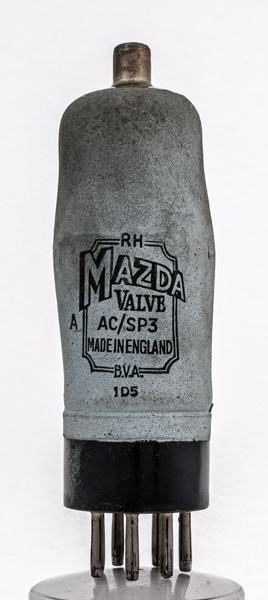 RH
MAZDA
VALVE
A AC/SP3
MADE IN ENGLAND
B.V.A.
1D5